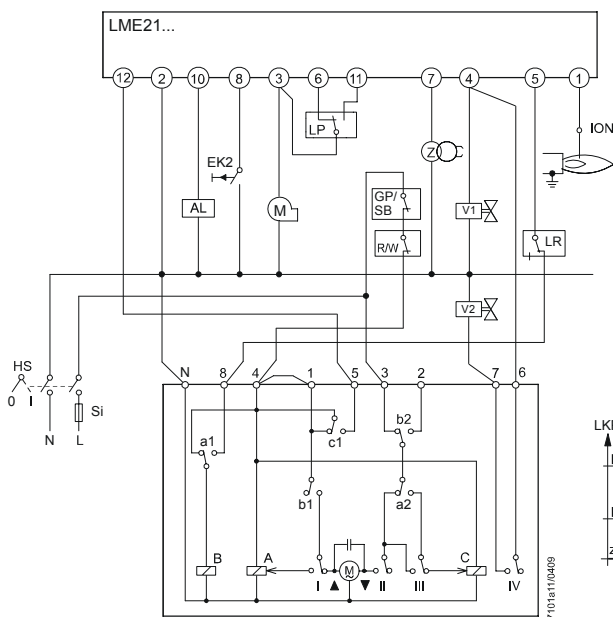 LME21...
12 2 10 8 3 6 11 7 4 5 1
LP
ION
EK2
Z
GP/
SB
V1
AL
M
R/W
LR
V2
HS
0 I
Si
N L
N 8 4 1 5 3 2 7 6
a1
c1
b2
b1
a2
B A C
M
~
I II III IV
7101a11/0409